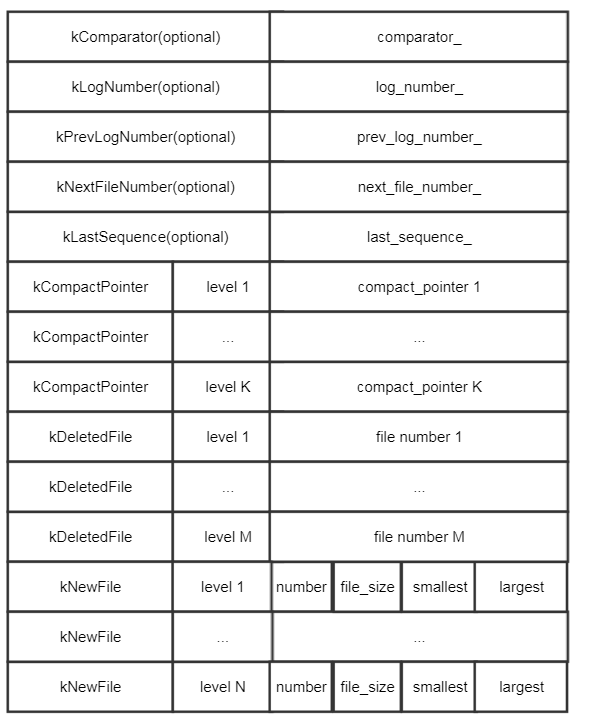 kComparator(optional) comparator_
kLogNumber(optional) log_number_
kPrevLogNumber(optional) prev_log_number_
kNextFileNumber(optional) next_file_number_
kLastSequence(optional) last_sequence_
kCompactPointer level 1 compact_pointer 1
kCompactPointer ... ...
kCompactPointer level K compact_pointer K
kDeletedFile level 1 file number 1
kDeletedFile ... ...
kDeletedFile level M file number M
kNewFile level 1 number file_size smallest largest
kNewFile ... ...
kNewFile level N number file_size smallest largest